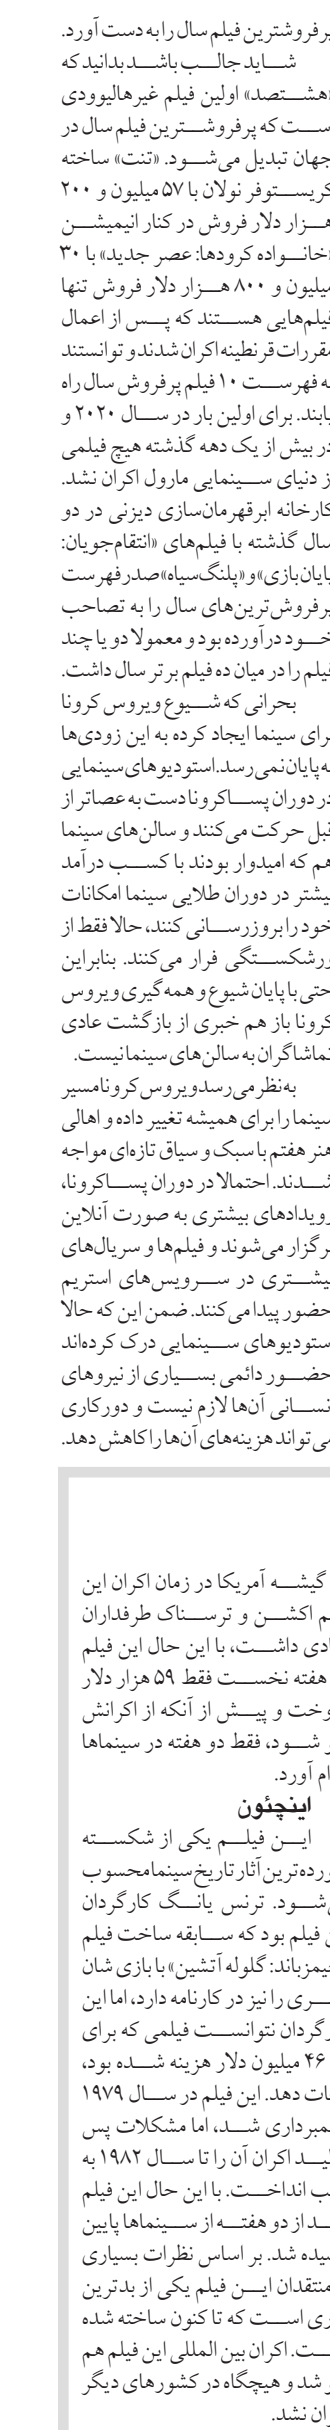 پرفروشترین فیلم سال را به دست آورد.
شاید جالب باشد بدانید که
«هشتصد» اولین فیلم غیرهالیوودی
است که پرفروشترین فیلم سال در
جهان تبدیل می‌شود. «تنت» ساخته
کریستوفر نولان با ۵۷ میلیون و ۲۰۰
هزار دلار فروش در کنار انیمیشن
«خانواده کرودها: عصر جدید» با ۳۰
میلیون و ۸۰۰ هزار دلار فروش تنها
فیلم‌هایی هستند که پس از اعمال
مقررات قرنطینه اکران شدند و توانستند
به فهرست ۱۰ فیلم پرفروش سال راه
یابند. برای اولین بار در سال ۲۰۲۰ و
در بیش از یک دهه گذشته هیچ فیلمی
از دنیای سینمایی مارول اکران نشد.
کارخانه ابرقهرمان‌سازی دیزنی در دو
سال گذشته با فیلم‌های «انتقام‌جویان:
پایان بازی» و «پلنگ سیاه» صدر فهرست
پرفروش‌ترین‌های سال را به تصاحب
خود درآورده بود و معمولا دو یا چند
فیلم را در میان ده فیلم برتر سال داشت.
بحرانی که شیوع ویروس کرونا
برای سینما ایجاد کرده به این زودی‌ها
به پایان نمی‌رسد. استودیوهای سینمایی
در دوران پساکرونا دست به عصاتر از
قبل حرکت می‌کنند و سالن‌های سینما
هم که امیدوار بودند با کسب درآمد
بیشتر در دوران طلایی سینما امکانات
خود را بروزرسانی کنند، حالا فقط از
ورشکستگی فرار می‌کنند. بنابراین
حتی با پایان شیوع و همه‌گیری ویروس
کرونا باز هم خبری از بازگشت عادی
تماشاگران به سالن‌های سینما نیست.
به‌نظر می‌رسد ویروس کرونا مسیر
سینما را برای همیشه تغییر داده و اهالی
هنر هفتم با سبک و سیاق تازه‌ای مواجه
شدند. احتمالا در دوران پساکرونا،
رویدادهای بیشتری به صورت آنلاین
برگزار می‌شوند و فیلم‌ها و سریال‌های
بیشتری در سرویس‌های استریم
حضور پیدا می‌کنند. ضمن این که حالا
استودیوهای سینمایی درک کرده‌اند
حضور دائمی بسیاری از نیروهای
انسانی آن‌ها لازم نیست و دورکاری
می‌تواند هزینه‌های آن‌ها را کاهش دهد.
گیشه آمریکا در زمان اکران این
اکشن و ترسناک طرفداران
داشت، با این حال این فیلم
هفته نخست فقط ۵۹ هزار دلار
و پیش از آنکه از اکرانش
شود، فقط دو هفته در سینماها
آورد.
اینچئون
این فیلم یکی از شکست
خورده‌ترین آثار تاریخ سینما محسوب
می‌شود. ترنس یانگ کارگردان
فیلم بود که سابقه ساخت فیلم
جیمزباند: گلوله آتشین» با بازی شان
کانری را نیز در کارنامه دارد، اما این
کارگردان نتوانست فیلمی که برای
۴۶ میلیون دلار هزینه شده بود،
نجات دهد. این فیلم در سال ۱۹۷۹
فیلمبرداری شد، اما مشکلات پس
تولید اکران آن را تا سال ۱۹۸۲ به
انداخت. با این حال این فیلم
بعد از دو هفته از سینماها پایین
کشیده شد. بر اساس نظرات بسیاری
منتقدان این فیلم یکی از بدترین
است که تا کنون ساخته شده
است. اکران بین المللی این فیلم هم
شد و هیچگاه در کشورهای دیگر
اکران نشد.